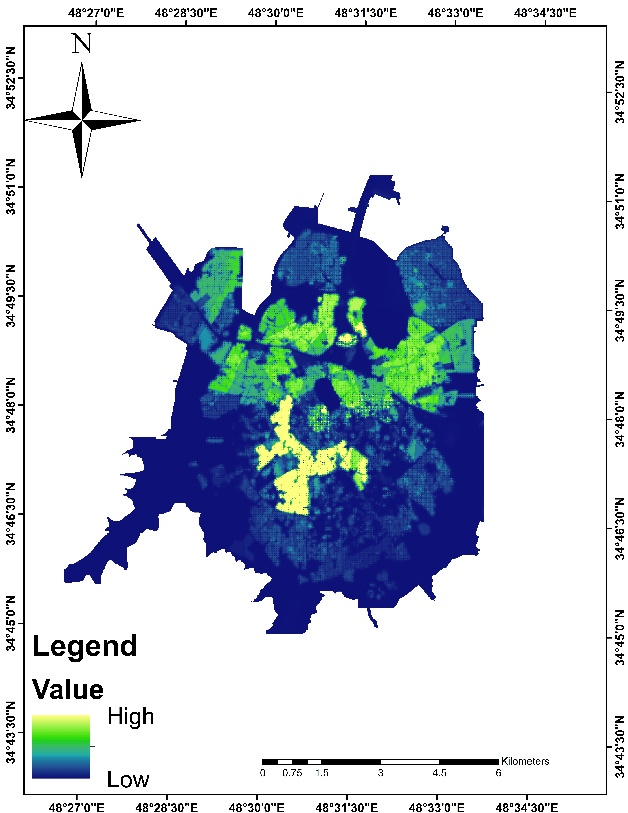 48°27'0"E 48°28'30"E 48°30'0"E 48°31'30"E 48°33'0"E 48°34'30"E
N
34°52'30"N 34°52'30"N
34°51'0"N 34°51'0"N
34°49'30"N 34°49'30"N
34°48'0"N 34°48'0"N
34°46'30"N 34°46'30"N
34°45'0"N 34°45'0"N
Legend
Value
High
34°43'30"N 34°43'30"N
Low
Kilometers
0 0.75 1.5 3 4.5 6
48°27'0"E 48°28'30"E 48°30'0"E 48°31'30"E 48°33'0"E 48°34'30"E